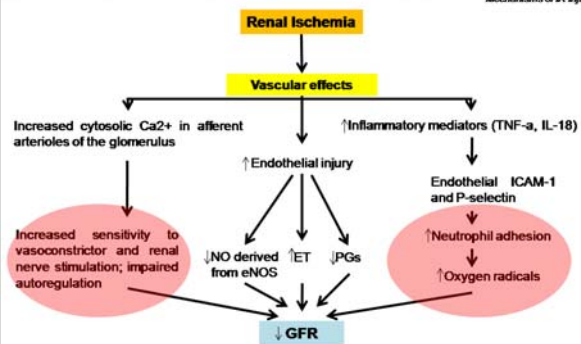 Renal Ischemia
Vascular effects
Increased cytosolic Ca2+ in afferent
arterioles of the glomerulus
↑Endothelial injury
↑Inflammatory mediators (TNF-a, IL-18)
Endothelial ICAM-1
and P-selectin
Increased sensitivity to
vasoconstrictor and renal
nerve stimulation; impaired
autoregulation
↓NO derived
from eNOS
↑ET
↓PGs
↑Neutrophil adhesion
↑Oxygen radicals
↓GFR